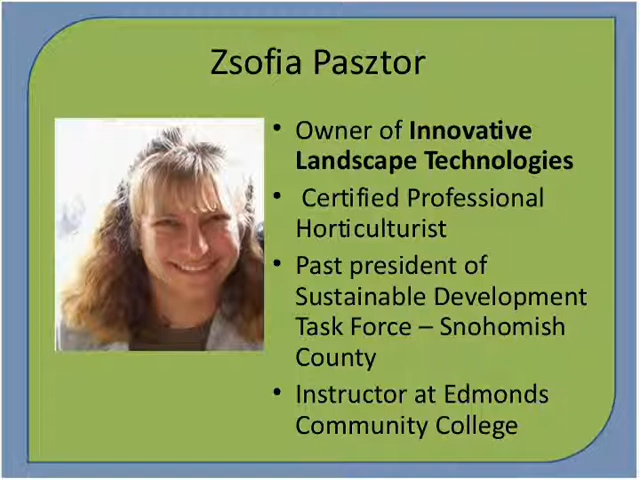 Zsofia Pasztor
• Owner of Innovative
Landscape Technologies
• Certified Professional
Horticulturist
• Past president of
Sustainable Development
Task Force – Snohomish
County
• Instructor at Edmonds
Community College